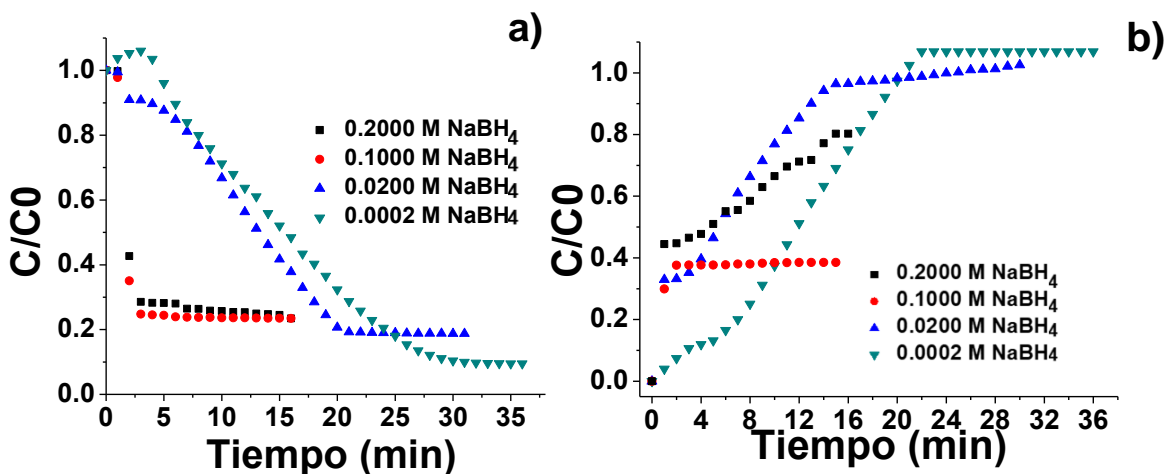 a)
C/C0
1.0
0.8
0.6
0.4
0.2
0.0
0.2000 M NaBH4
0.1000 M NaBH4
0.0200 M NaBH4
0.0002 M NaBH4
0 5 10 15 20 25 30 35
Tiempo (min)
b)
C/C0
1.0
0.8
0.6
0.4
0.2
0.0
0.2000 M NaBH4
0.1000 M NaBH4
0.0200 M NaBH4
0.0002 M NaBH4
0 4 8 12 16 20 24 28 32 36
Tiempo (min)